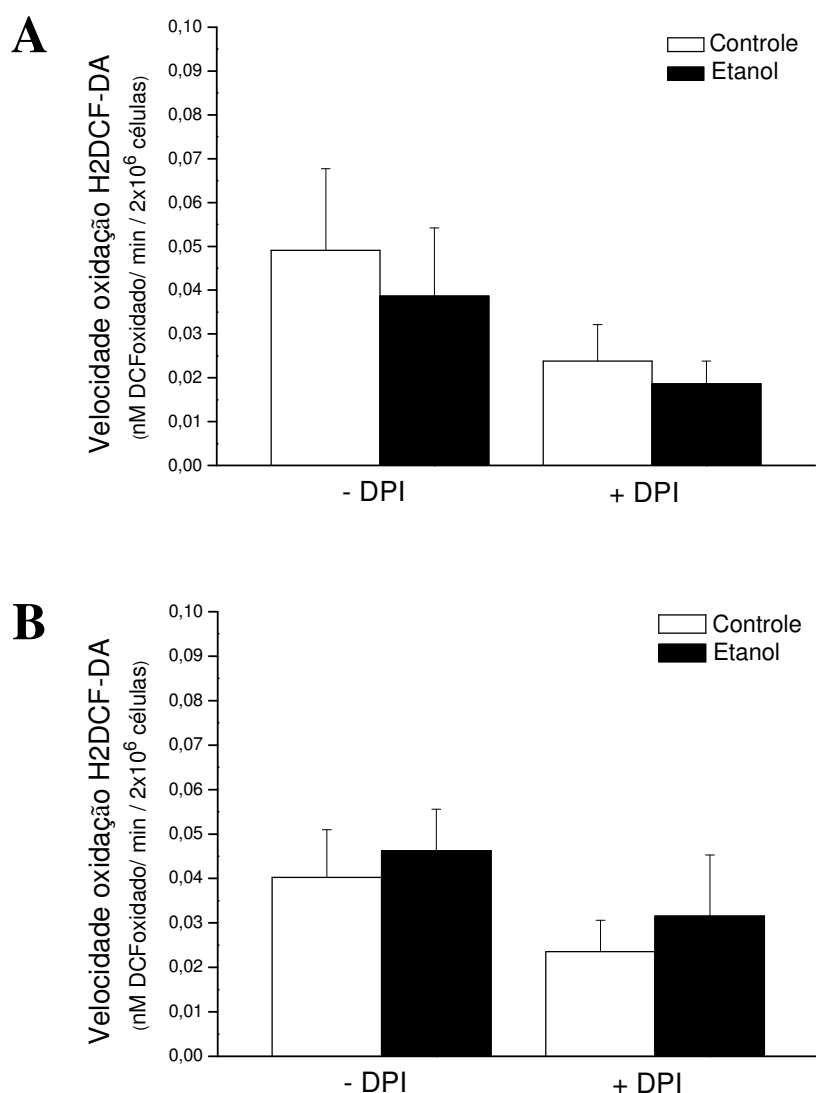 A
Velocidade oxidação H2DCF-DA
(nM DCFoxidado/ min / 2x10⁶ células)
0,10
0,09
0,08
0,07
0,06
0,05
0,04
0,03
0,02
0,01
0,00
Controle
Etanol
- DPI
+ DPI
B
Velocidade oxidação H2DCF-DA
(nM DCFoxidado/ min / 2x10⁶ células)
0,10
0,09
0,08
0,07
0,06
0,05
0,04
0,03
0,02
0,01
0,00
Controle
Etanol
- DPI
+ DPI